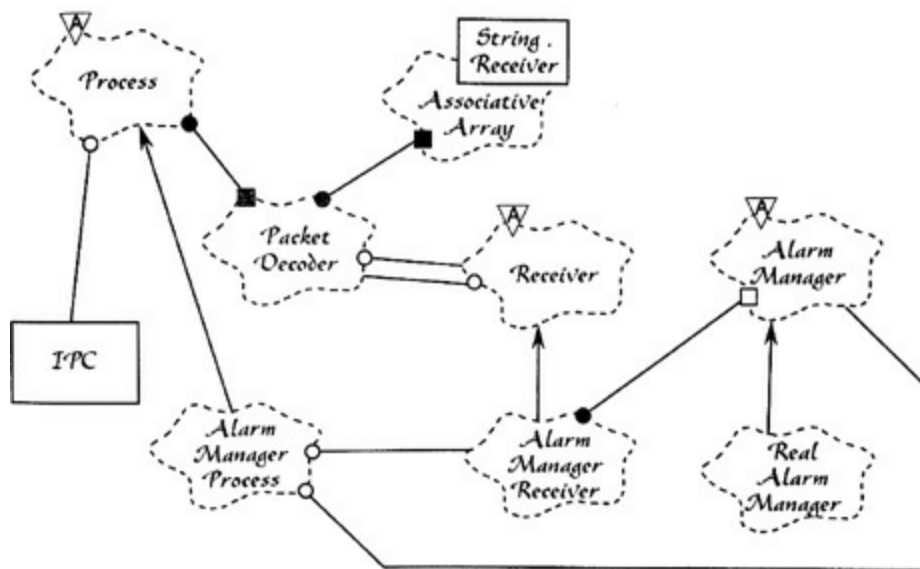 A
Process
String.
Receiver
Associative
Array
Packet
Decoder
A
Receiver
A
Alarm
Manager
IPC
Alarm
Manager
Process
Alarm
Manager
Receiver
Real
Alarm
Manager